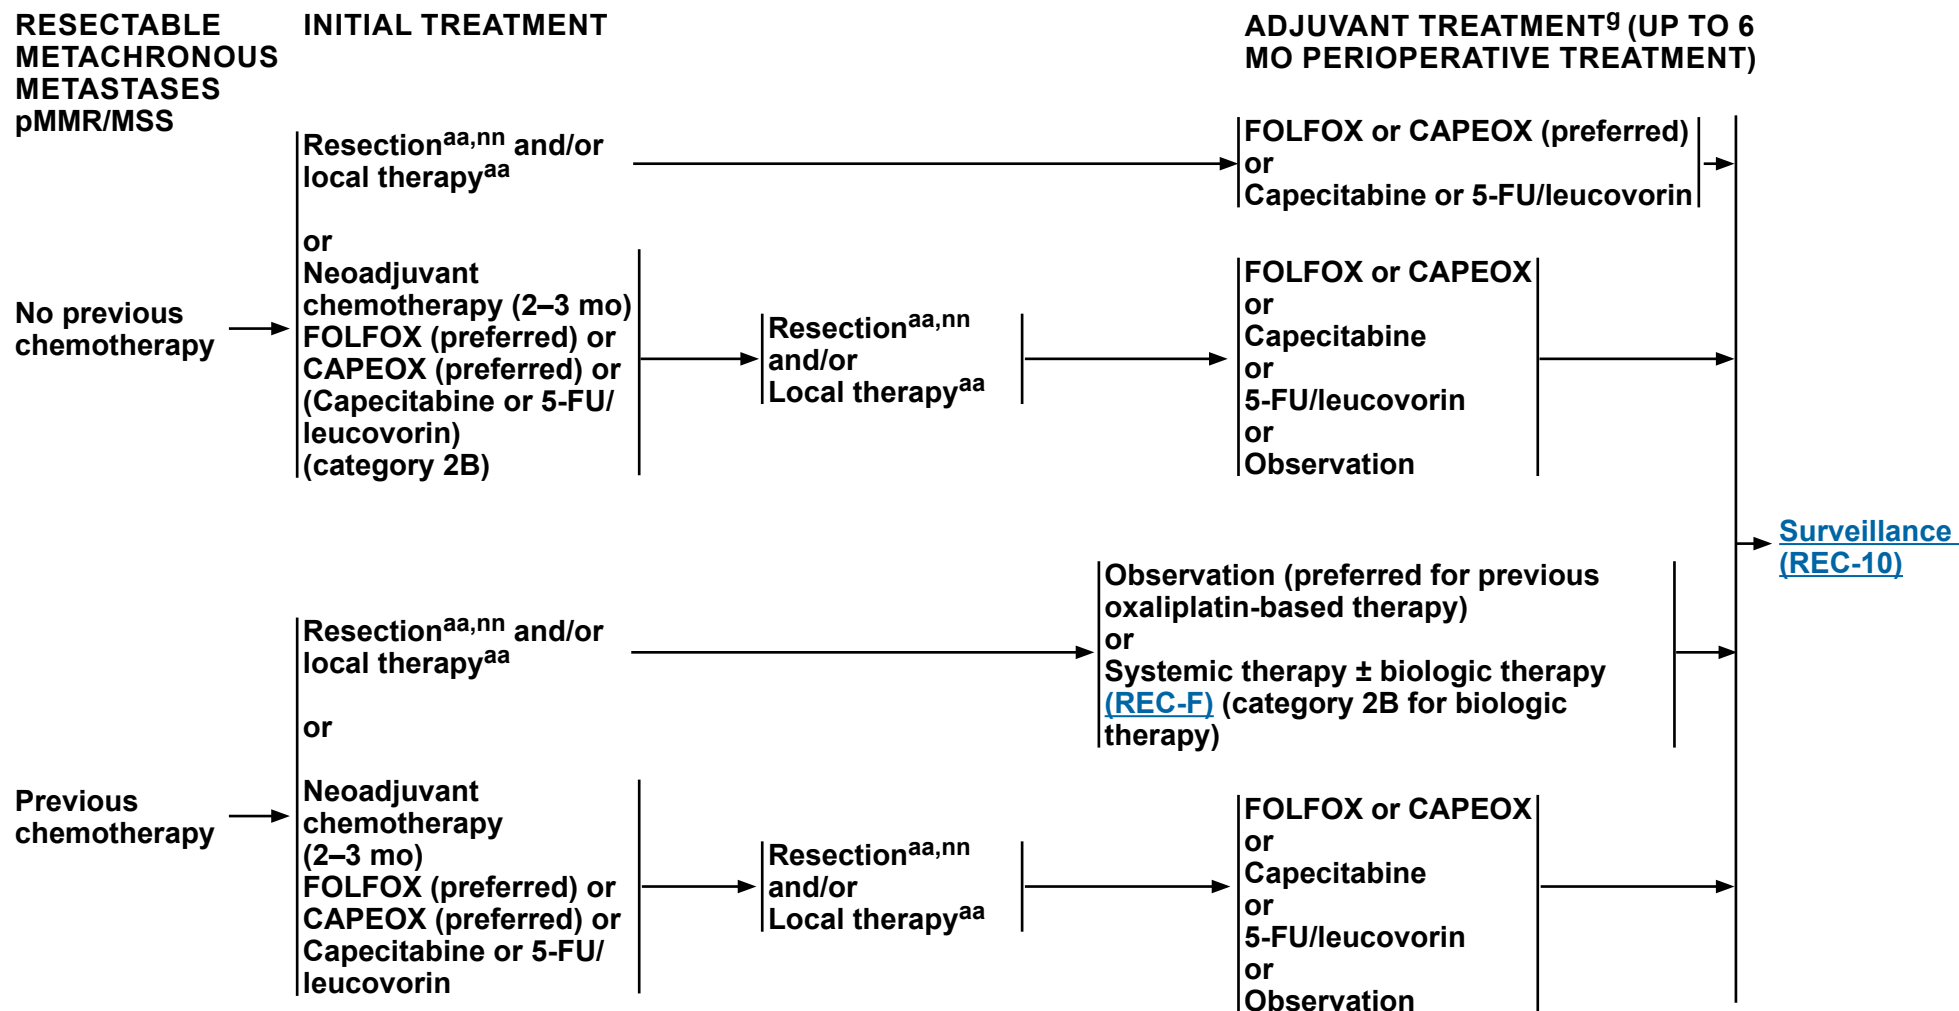 RESECTABLE
METACHRONOUS
METASTASES
pMMR/MSS
INITIAL TREATMENT
ADJUVANT TREATMENTg (UP TO 6
MO PERIOPERATIVE TREATMENT)
No previous
chemotherapy
Resectionaa,nn and/or
local therapyaa
or
Neoadjuvant
chemotherapy (2–3 mo)
FOLFOX (preferred) or
CAPEOX (preferred) or
(Capecitabine or 5-FU/
leucovorin)
(category 2B)
Resectionaa,nn
and/or
Local therapyaa
FOLFOX or CAPEOX (preferred)
or
Capecitabine or 5-FU/leucovorin
FOLFOX or CAPEOX
or
Capecitabine
or
5-FU/leucovorin
or
Observation
Previous
chemotherapy
Resectionaa,nn and/or
local therapyaa
or
Neoadjuvant
chemotherapy
(2–3 mo)
FOLFOX (preferred) or
CAPEOX (preferred) or
Capecitabine or 5-FU/
leucovorin
Resectionaa,nn
and/or
Local therapyaa
Observation (preferred for previous
oxaliplatin-based therapy)
or
Systemic therapy ± biologic therapy
(REC-F) (category 2B for biologic
therapy)
FOLFOX or CAPEOX
or
Capecitabine
or
5-FU/leucovorin
or
Observation
Surveillance
(REC-10)